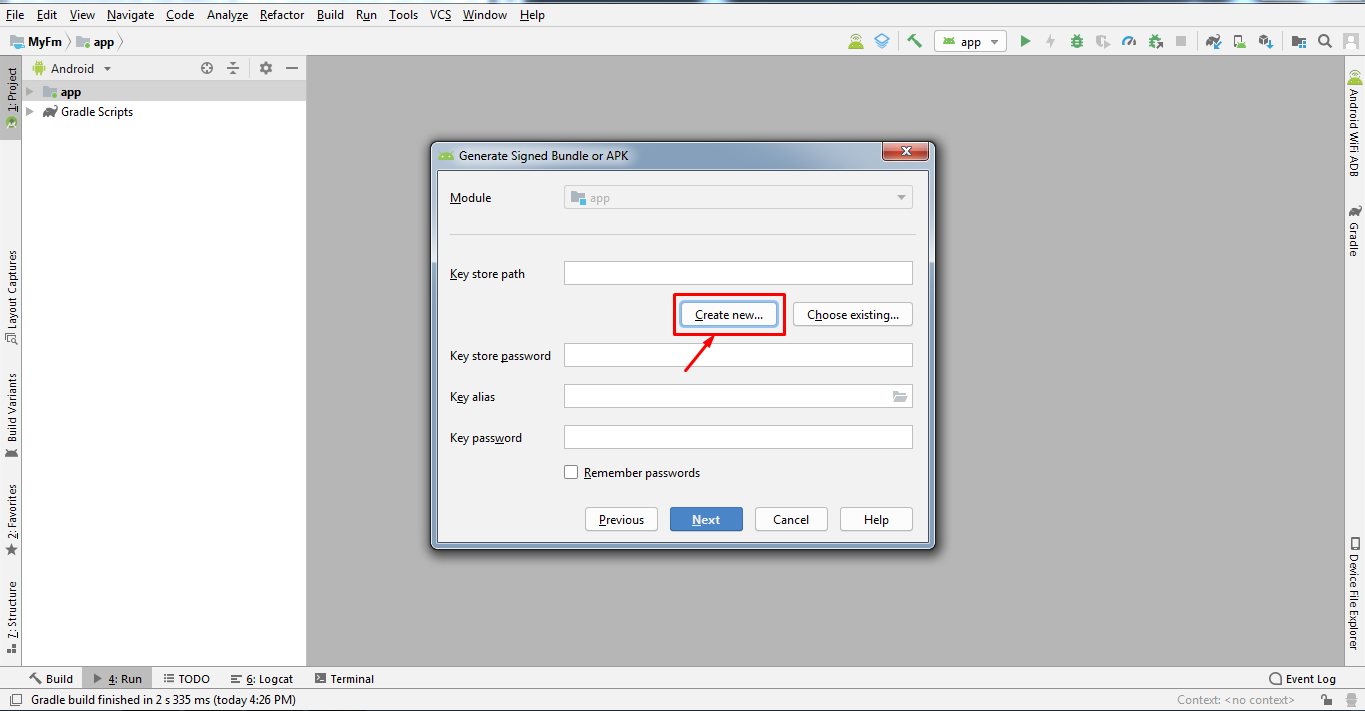 File Edit View Navigate Code Analyze Refactor Build Run Tools VCS Window Help
MyFm app
app
Android
1: Project
app
Gradle Scripts
Layout Captures
Build Variants
2: Favorites
7: Structure
Generate Signed Bundle or APK
Module
app
Key store path
Create new...
Choose existing...
Key store password
Key alias
Key password
Remember passwords
Previous
Next
Cancel
Help
Android WiFi ADB
Gradle
Device File Explorer
Build 4: Run TODO 6: Logcat Terminal
Event Log
Gradle build finished in 2 s 335 ms (today 4:26 PM)
Context: <no context>